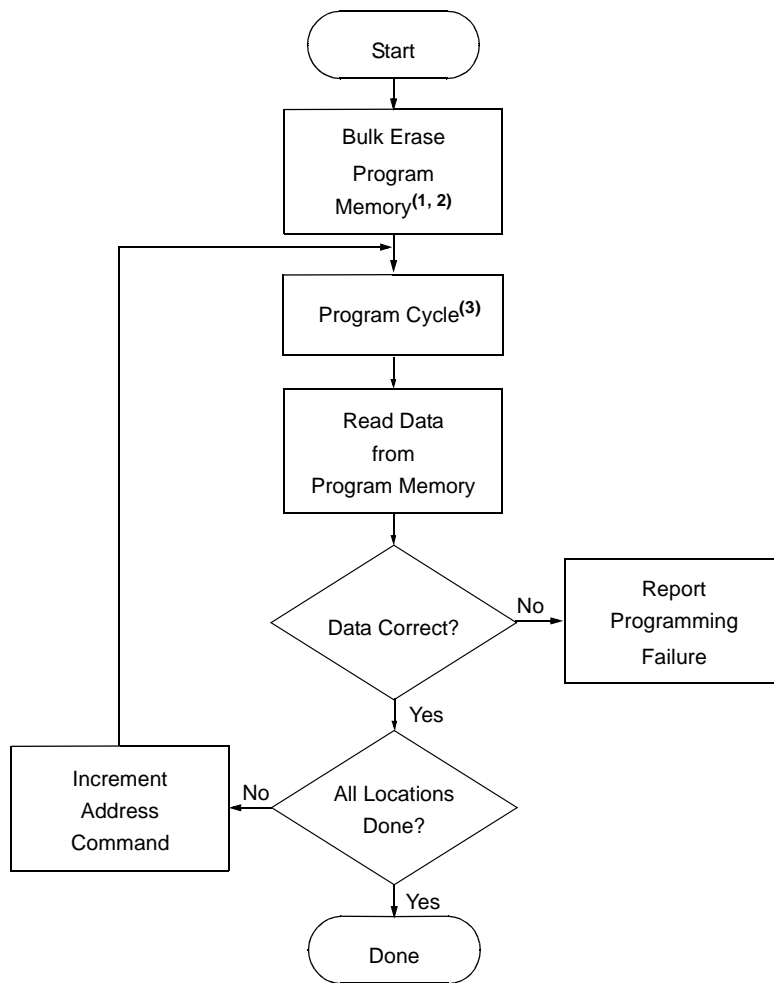 Start
Bulk Erase
Program
Memory(1, 2)
Program Cycle(3)
Read Data
from
Program Memory
Data Correct?
No
Report
Programming
Failure
Yes
All Locations
Done?
No
Increment
Address
Command
Yes
Done